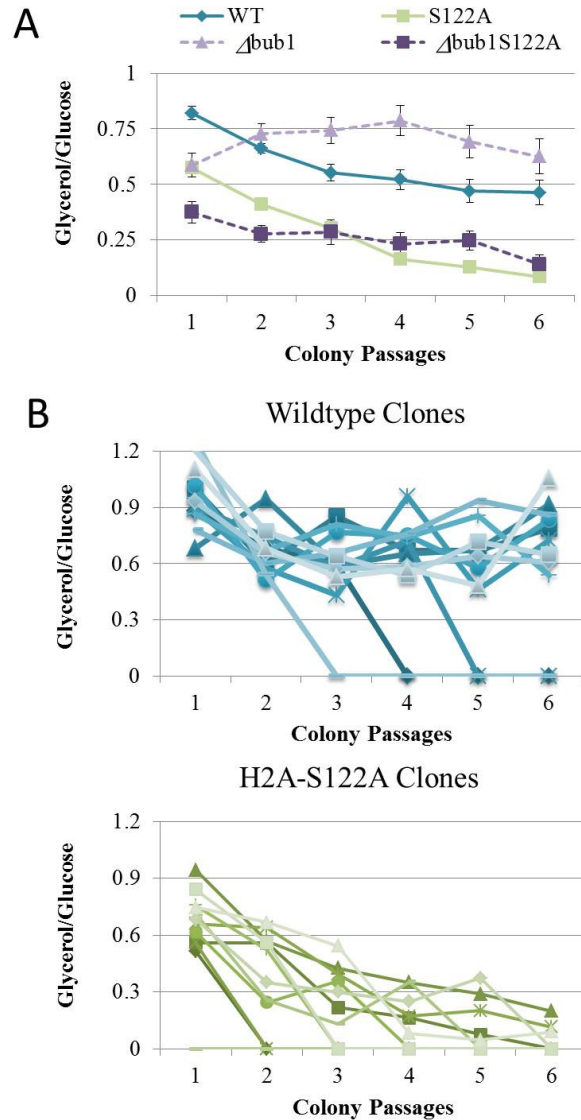 A
WT
S122A
Δbub1
Δbub1S122A
1
0.75
0.5
0.25
0
Glycerol/Glucose
1 2 3 4 5 6
Colony Passages
B
Wildtype Clones
1.2
0.9
0.6
0.3
0
Glycerol/Glucose
1 2 3 4 5 6
Colony Passages
H2A-S122A Clones
1.2
0.9
0.6
0.3
0
Glycerol/Glucose
1 2 3 4 5 6
Colony Passages